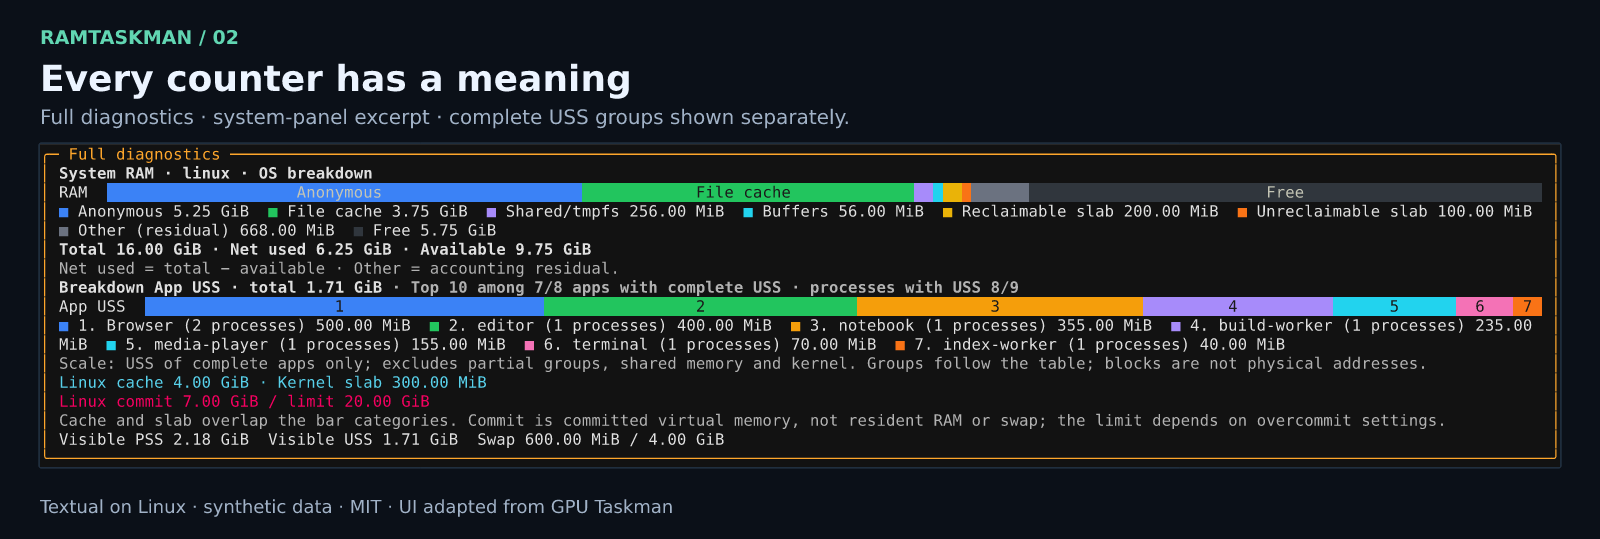 RAMTASKMAN / 02
Every counter has a meaning
Full diagnostics · system-panel excerpt · complete USS groups shown separately.
Full diagnostics
System RAM · linux · OS breakdown
RAM Anonymous File cache Free
Anonymous 5.25 GiB File cache 3.75 GiB Shared/tmpfs 256.00 MiB Buffers 56.00 MiB Reclaimable slab 200.00 MiB Unreclaimable slab 100.00 MiB
Other (residual) 668.00 MiB Free 5.75 GiB
Total 16.00 GiB · Net used 6.25 GiB · Available 9.75 GiB
Net used = total − available · Other = accounting residual.
Breakdown App USS · total 1.71 GiB · Top 10 among 7/8 apps with complete USS · processes with USS 8/9
App USS 1 2 3 4 5 6 7
1. Browser (2 processes) 500.00 MiB 2. editor (1 processes) 400.00 MiB 3. notebook (1 processes) 355.00 MiB 4. build-worker (1 processes) 235.00
MiB 5. media-player (1 processes) 155.00 MiB 6. terminal (1 processes) 70.00 MiB 7. index-worker (1 processes) 40.00 MiB
Scale: USS of complete apps only; excludes partial groups, shared memory and kernel. Groups follow the table; blocks are not physical addresses.
Linux cache 4.00 GiB · Kernel slab 300.00 MiB
Linux commit 7.00 GiB / limit 20.00 GiB
Cache and slab overlap the bar categories. Commit is committed virtual memory, not resident RAM or swap; the limit depends on overcommit settings.
Visible PSS 2.18 GiB Visible USS 1.71 GiB Swap 600.00 MiB / 4.00 GiB
Textual on Linux · synthetic data · MIT · UI adapted from GPU Taskman